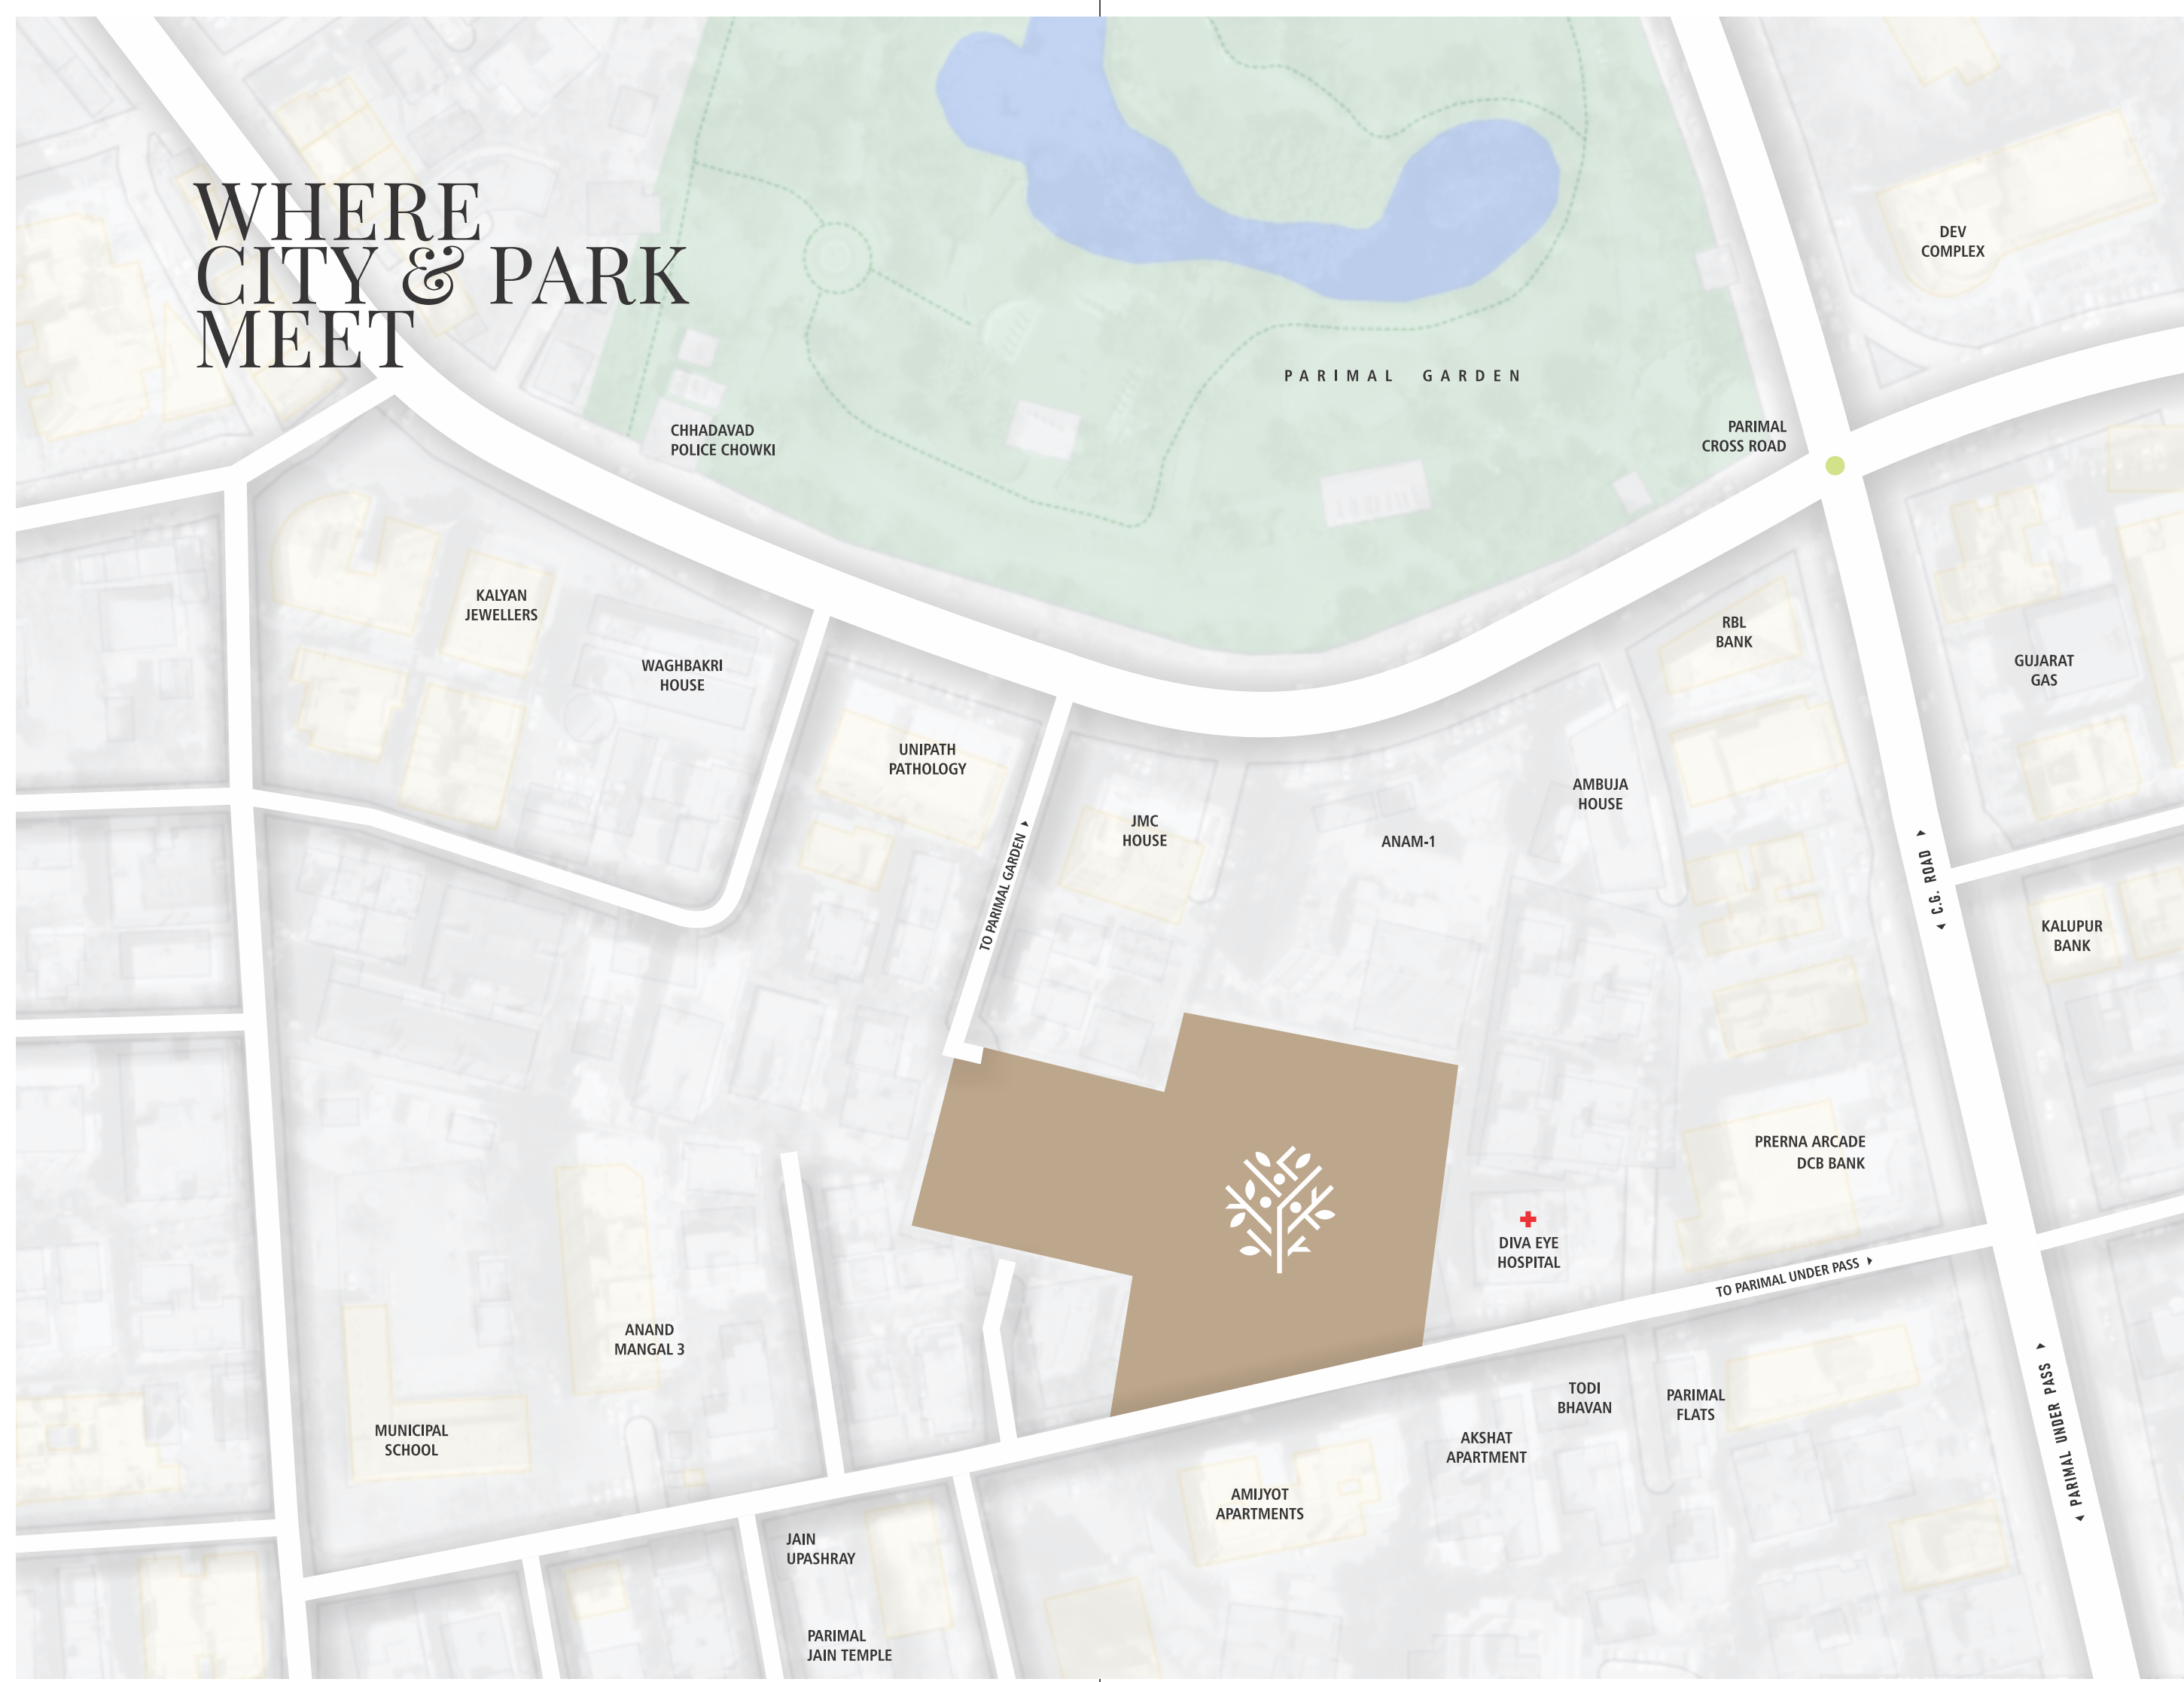 WHERE
CITY & PARK
MEET
DEV
COMPLEX
PARIMAL GARDEN
CHHADAVAD
POLICE CHOWKI
PARIMAL
CROSS ROAD
KALYAN
JEWELLERS
WAGHBAKRI
HOUSE
RBL
BANK
GUJARAT
GAS
UNIPATH
PATHOLOGY
JMC
HOUSE
AMBUJA
HOUSE
ANAM-1
TO PARIMAL GARDEN
C.G. ROAD
KALUPUR
BANK
PRERNA ARCADE
DCB BANK
DIVA EYE
HOSPITAL
TO PARIMAL UNDER PASS
ANAND
MANGAL 3
MUNICIPAL
SCHOOL
TODI
BHAVAN
PARIMAL
FLATS
AKSHAT
APARTMENT
PARIMAL UNDER PASS
AMIJYOT
APARTMENTS
JAIN
UPASHRAY
PARIMAL
JAIN TEMPLE